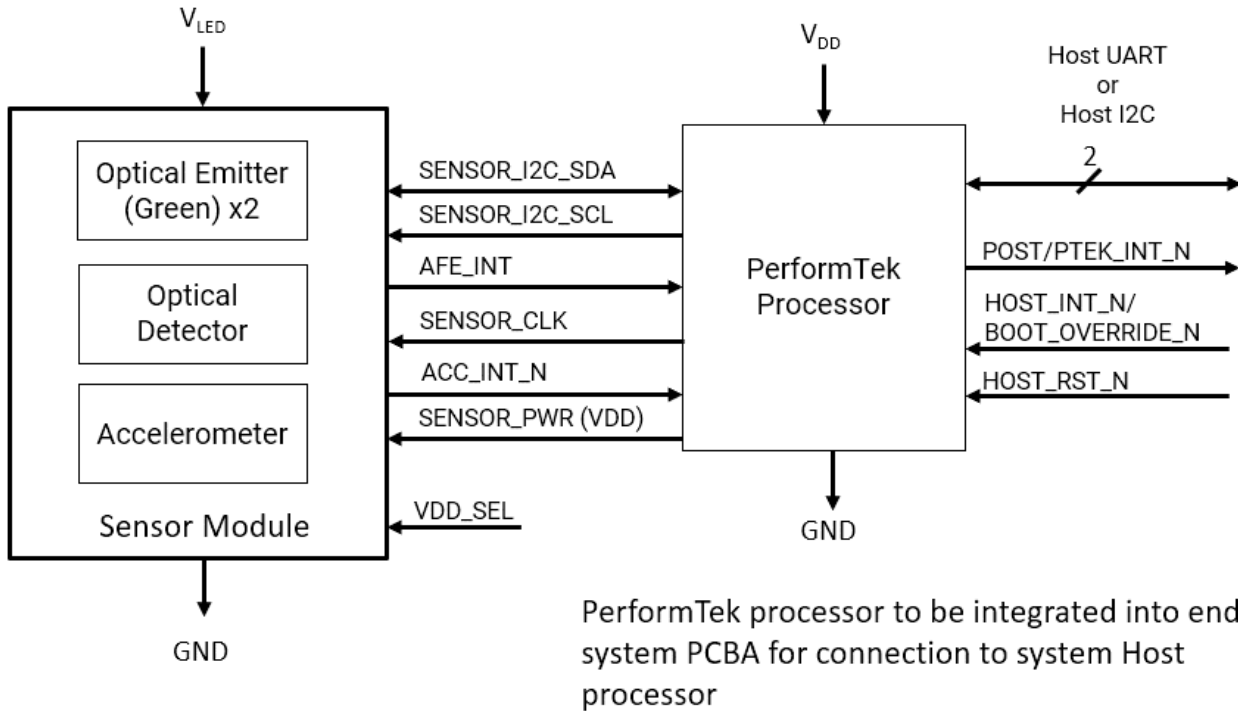 V_LED
Optical Emitter
(Green) x2
Optical
Detector
Accelerometer
Sensor Module
GND
SENSOR_I2C_SDA
SENSOR_I2C_SCL
AFE_INT
SENSOR_CLK
ACC_INT_N
SENSOR_PWR (VDD)
VDD_SEL
V_DD
PerformTek
Processor
GND
Host UART
or
Host I2C
2
POST/PTEK_INT_N
HOST_INT_N/
BOOT_OVERRIDE_N
HOST_RST_N
PerformTek processor to be integrated into end
system PCBA for connection to system Host
processor